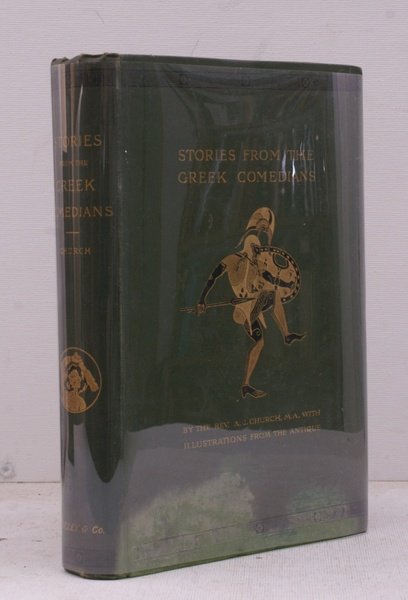 STORIES
FROM THE
GREEK
COMEDIANS
CHURCH
STORIES FROM THE
GREEK COMEDIANS
BY THE REV. A. J. CHURCH, M.A. WITH
ILLUSTRATIONS FROM THE ANTIQUE
& Co.